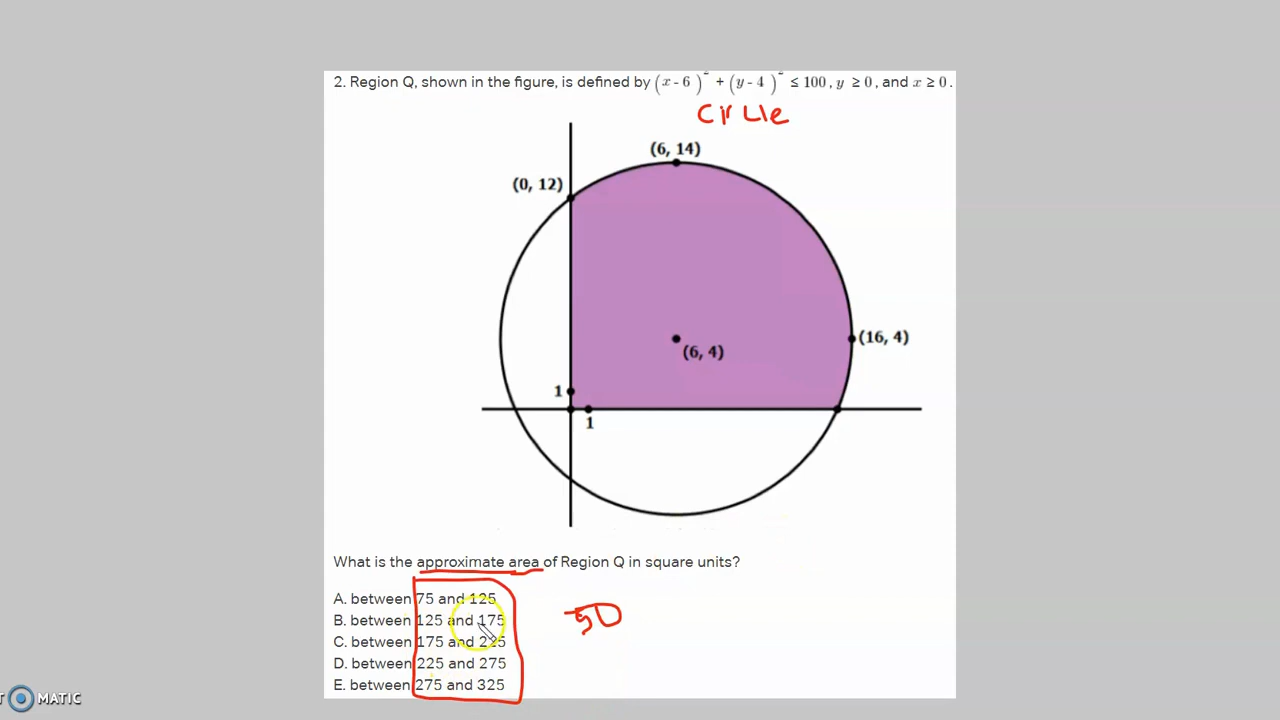 2. Region Q, shown in the figure, is defined by (x - 6)² + (y - 4)² ≤ 100, y ≥ 0, and x ≥ 0.
Circle
(6, 14)
(0, 12)
(16, 4)
(6, 4)
1
1
What is the approximate area of Region Q in square units?
A. between 75 and 125
B. between 125 and 175
C. between 175 and 225
D. between 225 and 275
E. between 275 and 325
50
MATIC